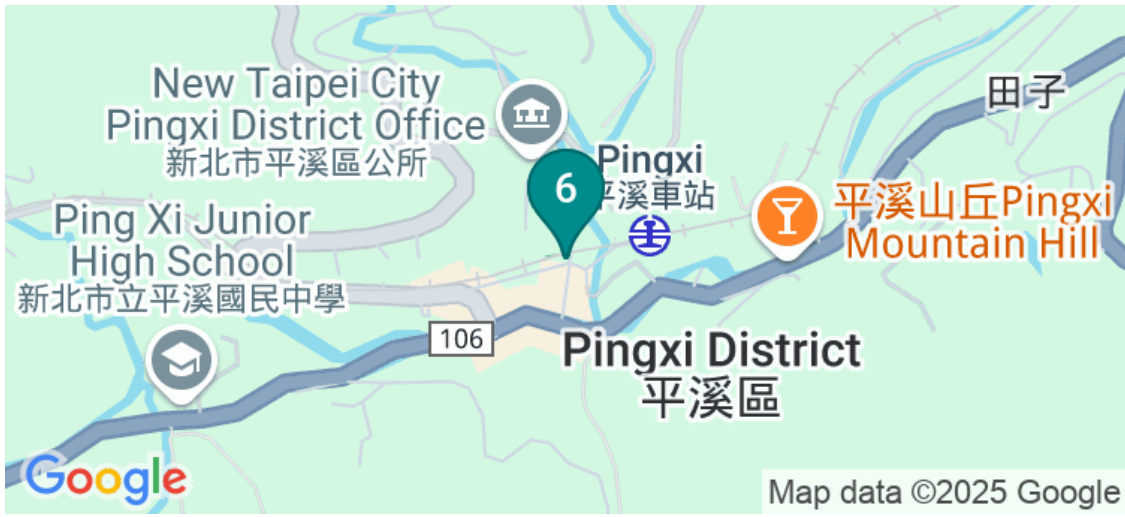 New Taipei City
Pingxi District Office
新北市平溪區公所
田子
6
Pingxi
平溪車站
Ping Xi Junior
High School
新北市立平溪國民中學
平溪山丘Pingxi
Mountain Hill
106
Pingxi District
平溪區
Google
Map data ©2025 Google